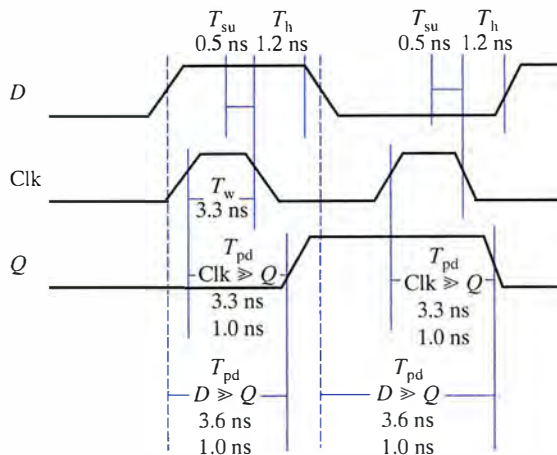 T_su T_h T_su T_h
0.5 ns 1.2 ns 0.5 ns 1.2 ns
D
Clk
T_w
3.3 ns
Q
T_pd
Clk ⩾ Q
3.3 ns
1.0 ns
T_pd
Clk ⩾ Q
3.3 ns
1.0 ns
T_pd
D ⩾ Q
3.6 ns
1.0 ns
T_pd
D ⩾ Q
3.6 ns
1.0 ns